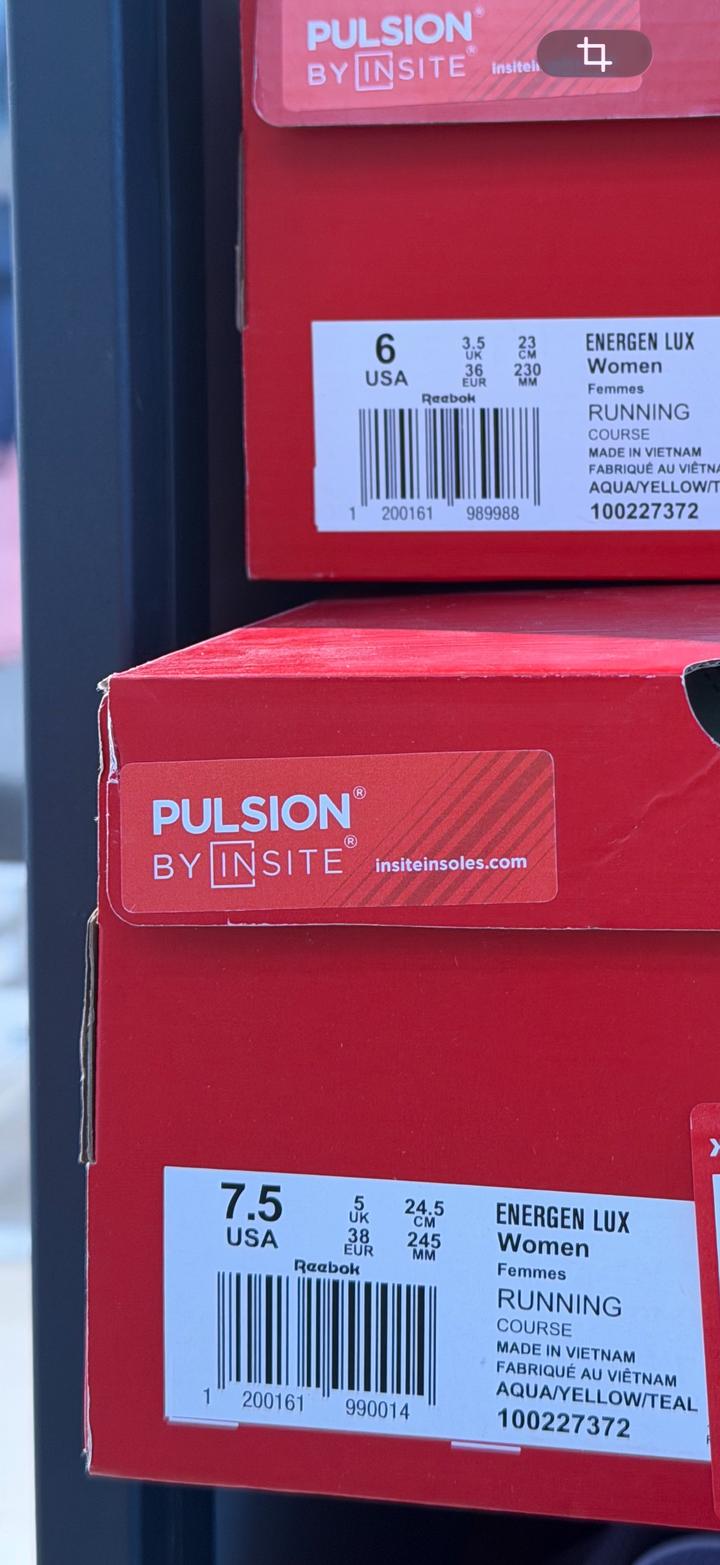 PULSION®
BY INSITE®
6
USA
3.5
UK
36
EUR
23
CM
230
MM
Reebok
1 200161 989988
ENERGEN LUX
Women
Femmes
RUNNING
COURSE
MADE IN VIETNAM
FABRIQUÉ AU
100227372
PULSION®
BY INSITE®
insiteinsoles.com
7.5
USA
5
UK
38
EUR
24.5
CM
245
MM
Reebok
1 200161 990014
ENERGEN LUX
Women
Femmes
RUNNING
COURSE
MADE IN VIETNAM
FABRIQUÉ AU VIÊTNAM
AQUA/YELLOW/TEAL
100227372